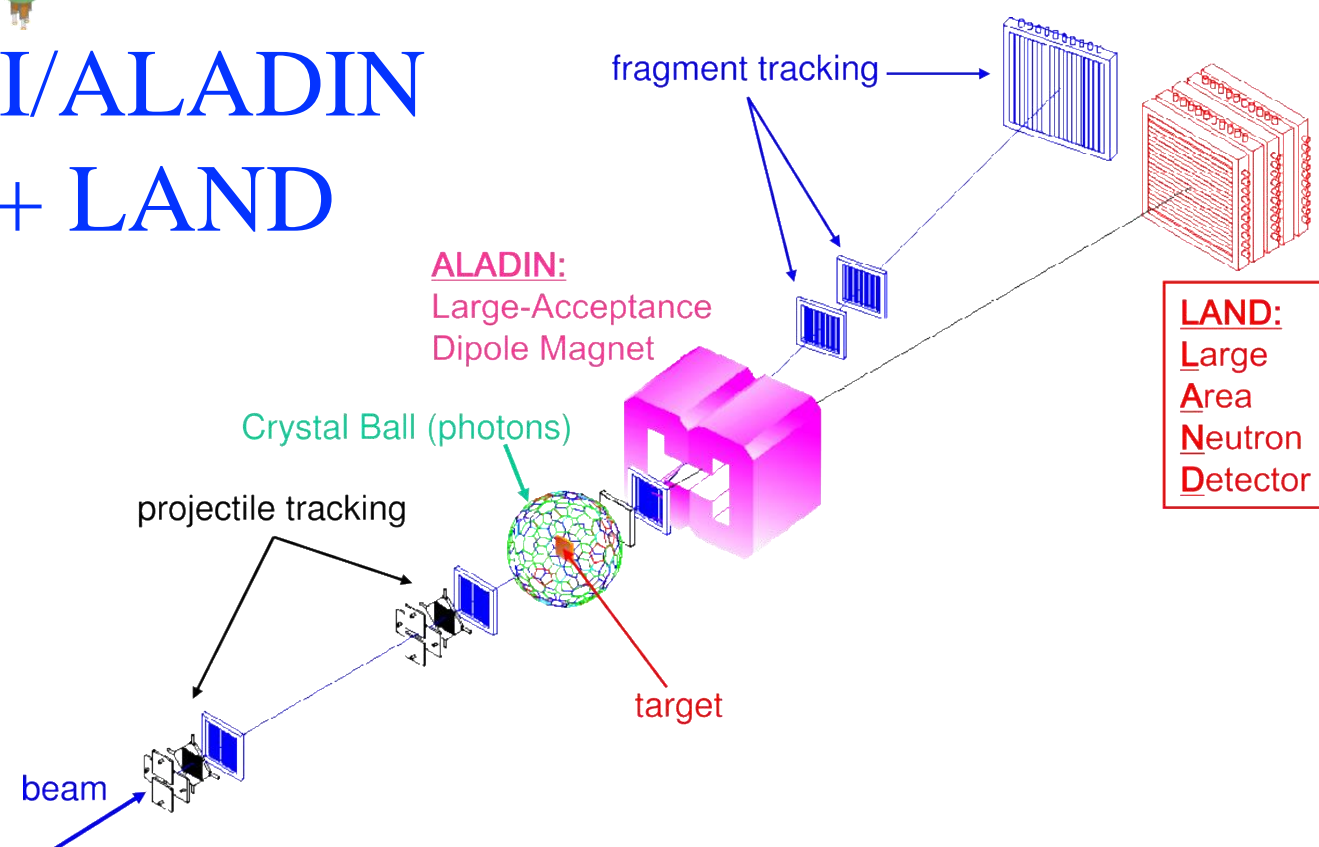 I/ALADIN
+ LAND
fragment tracking
ALADIN:
Large-Acceptance
Dipole Magnet
LAND:
Large
Area
Neutron
Detector
Crystal Ball (photons)
projectile tracking
target
beam